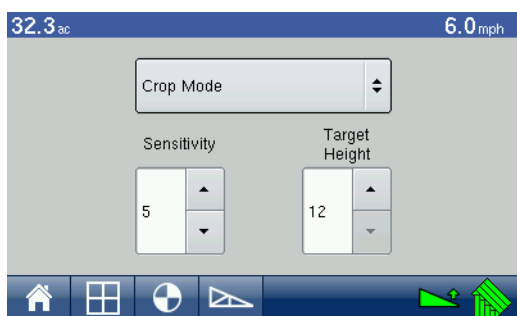 32.3 ac 6.0 mph
Crop Mode
Sensitivity
Target
Height
5
12